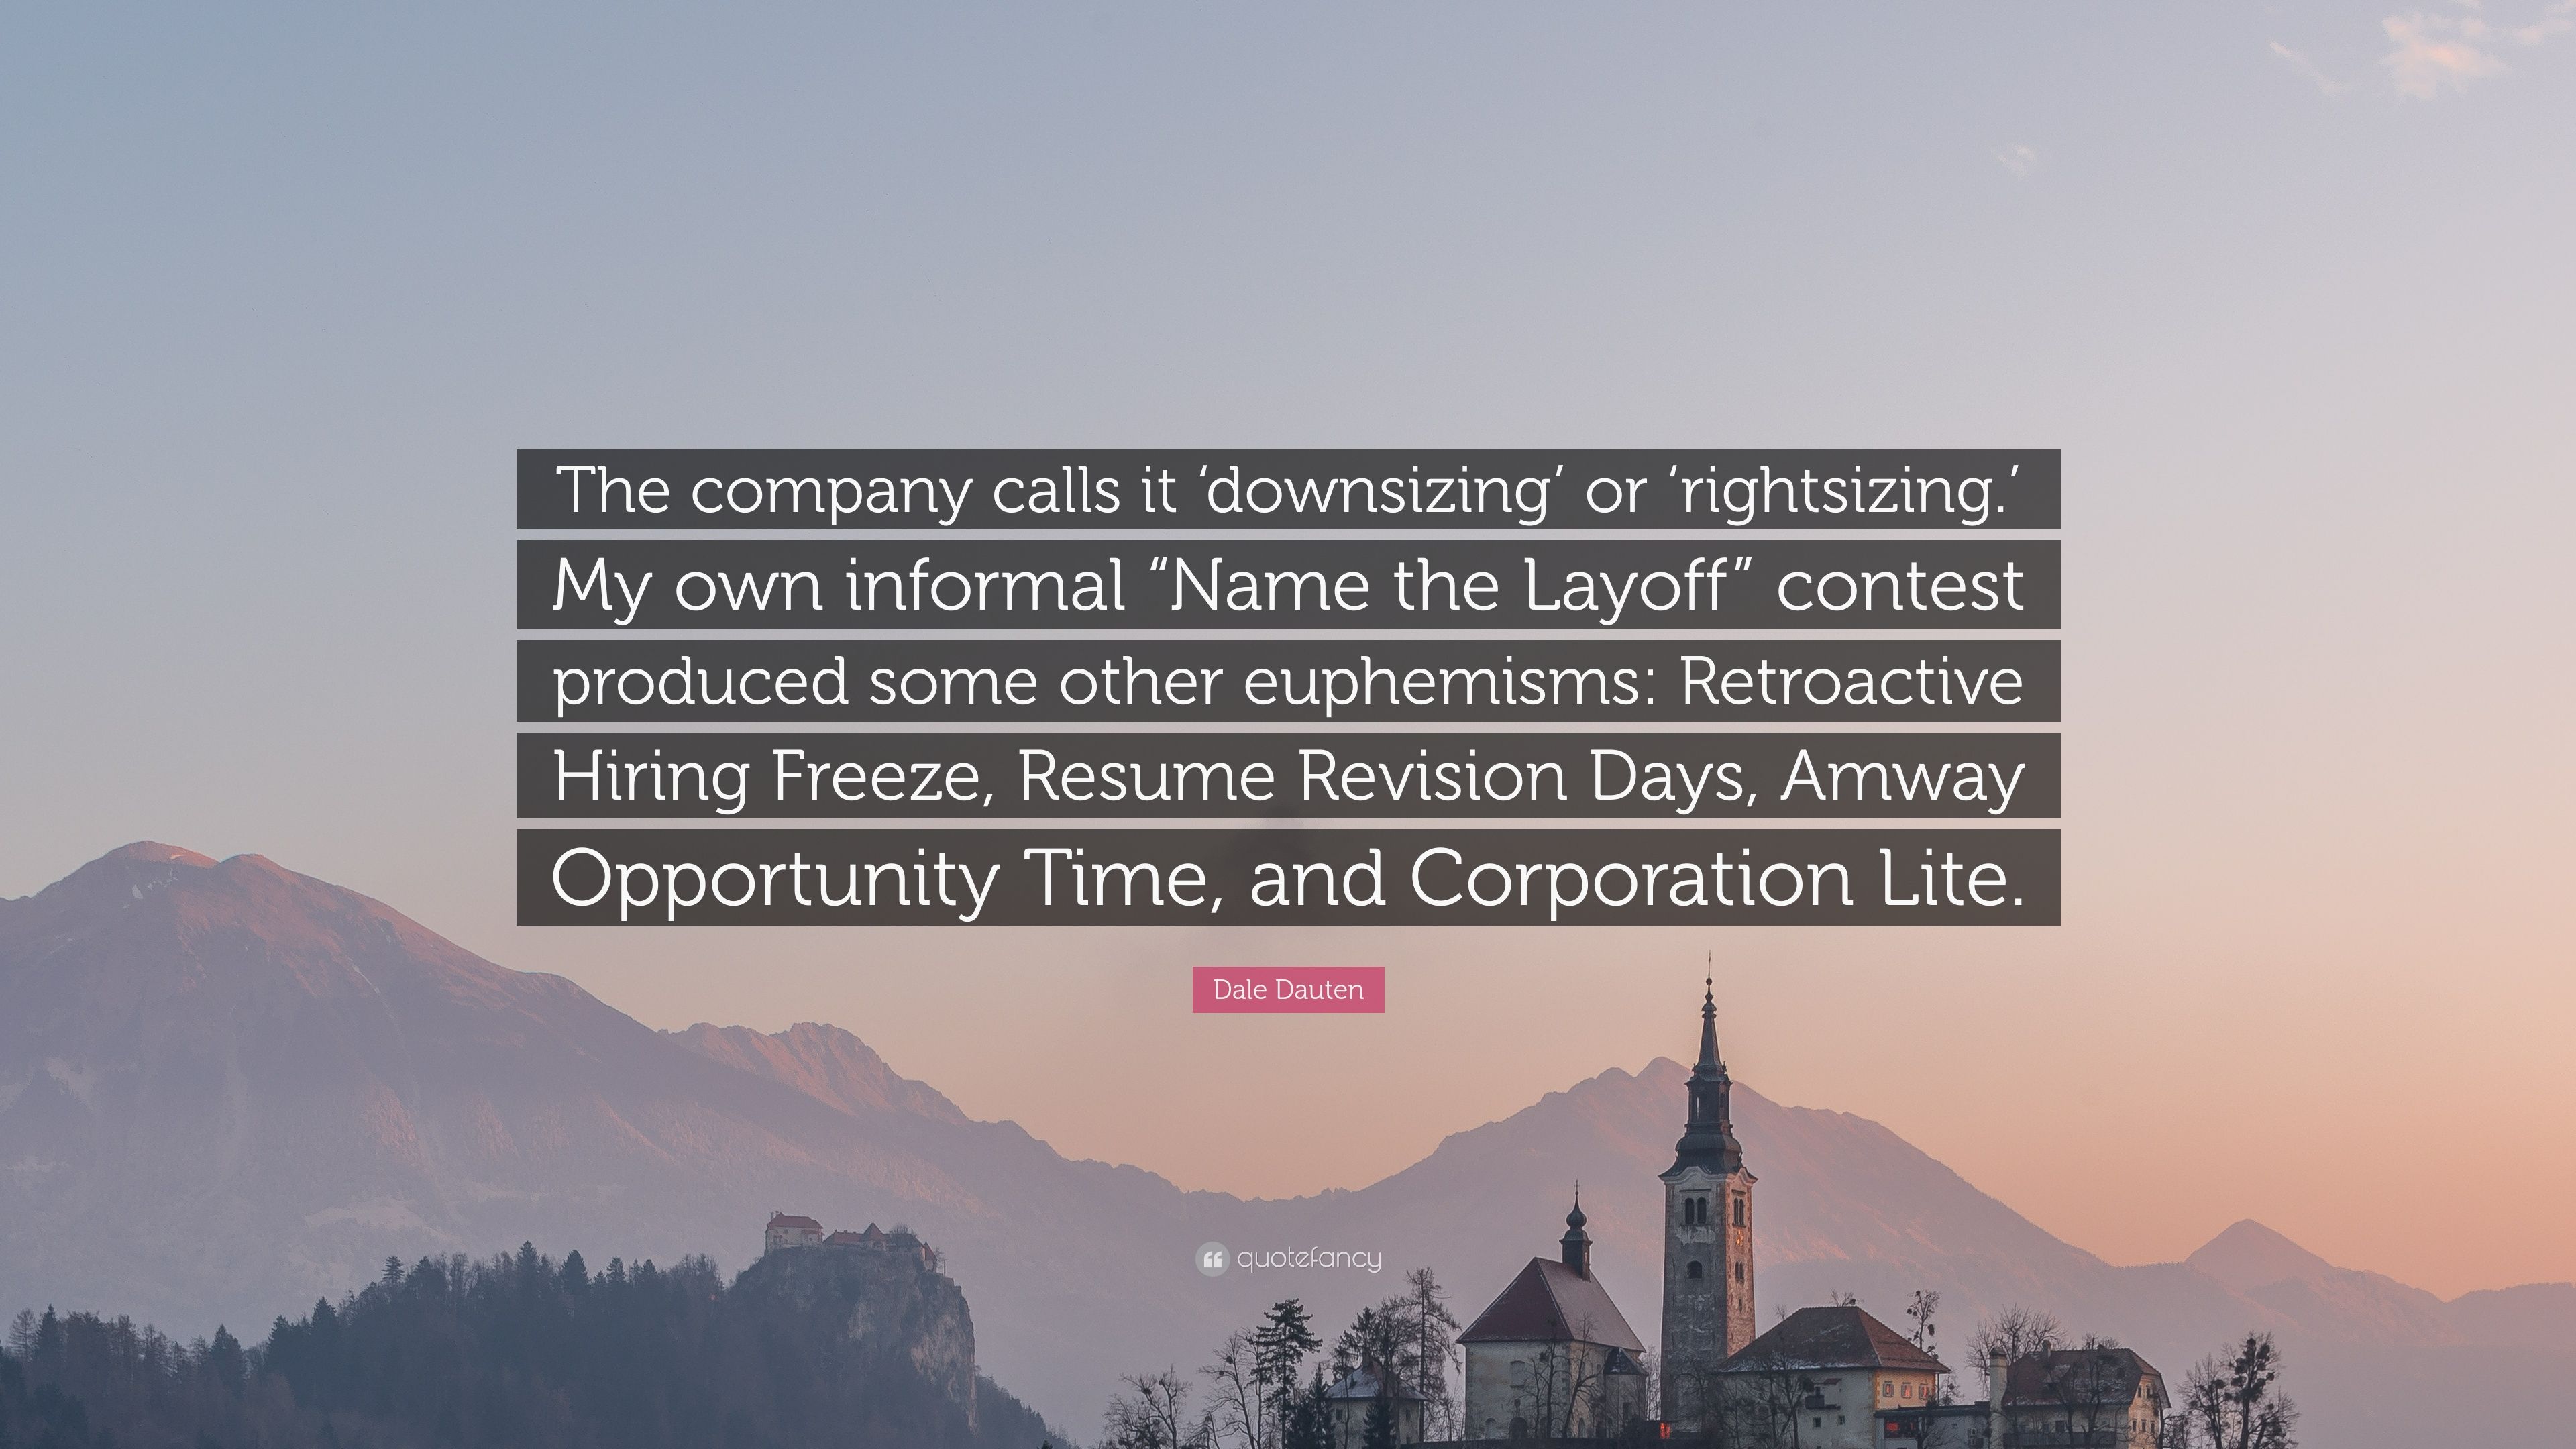 The company calls it ‘downsizing’ or ‘rightsizing.’
My own informal “Name the Layoff” contest
produced some other euphemisms: Retroactive
Hiring Freeze, Resume Revision Days, Amway
Opportunity Time, and Corporation Lite.
Dale Dauten
quotefancy